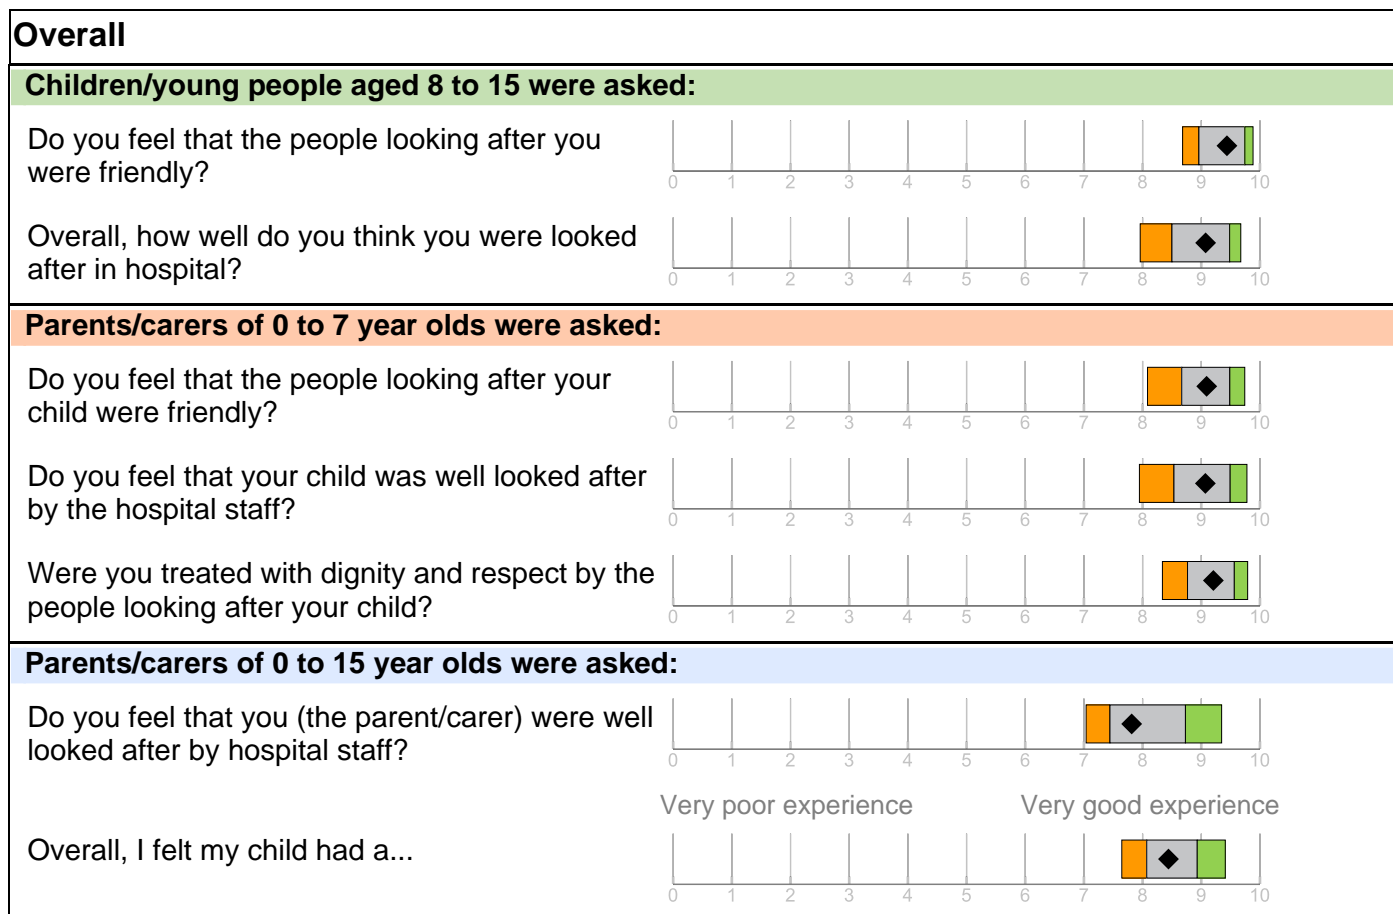 Overall
Children/young people aged 8 to 15 were asked:
Do you feel that the people looking after you
were friendly?
0 1 2 3 4 5 6 7 8 9 10
Overall, how well do you think you were looked
after in hospital?
0 1 2 3 4 5 6 7 8 9 10
Parents/carers of 0 to 7 year olds were asked:
Do you feel that the people looking after your
child were friendly?
0 1 2 3 4 5 6 7 8 9 10
Do you feel that your child was well looked after
by the hospital staff?
0 1 2 3 4 5 6 7 8 9 10
Were you treated with dignity and respect by the
people looking after your child?
0 1 2 3 4 5 6 7 8 9 10
Parents/carers of 0 to 15 year olds were asked:
Do you feel that you (the parent/carer) were well
looked after by hospital staff?
0 1 2 3 4 5 6 7 8 9 10
Very poor experience Very good experience
Overall, I felt my child had a...
0 1 2 3 4 5 6 7 8 9 10